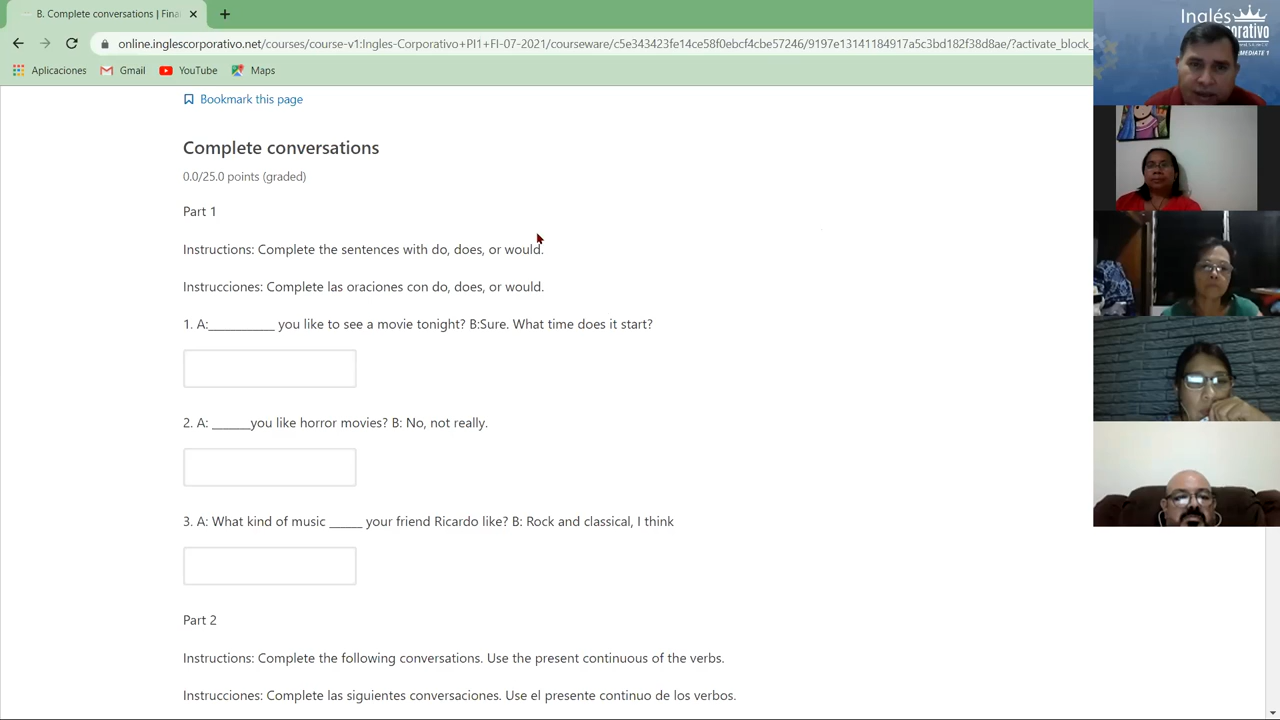 B. Complete conversations | Fina
online.inglescorporativo.net/courses/course-v1:Ingles-Corporativo+PI1+FI-07-2021/courseware/c5e343423fe14ce58f0ebcf4cbe57246/9197e13141184917a5c3bd182f38d8ae/?activate_block_
Aplicaciones Gmail YouTube Maps
Inglés
Bookmark this page
Complete conversations
0.0/25.0 points (graded)
Part 1
Instructions: Complete the sentences with do, does, or would.
Instrucciones: Complete las oraciones con do, does, or would.
1. A:__________ you like to see a movie tonight? B:Sure. What time does it start?
2. A: ______you like horror movies? B: No, not really.
3. A: What kind of music _____ your friend Ricardo like? B: Rock and classical, I think
Part 2
Instructions: Complete the following conversations. Use the present continuous of the verbs.
Instrucciones: Complete las siguientes conversaciones. Use el presente continuo de los verbos.